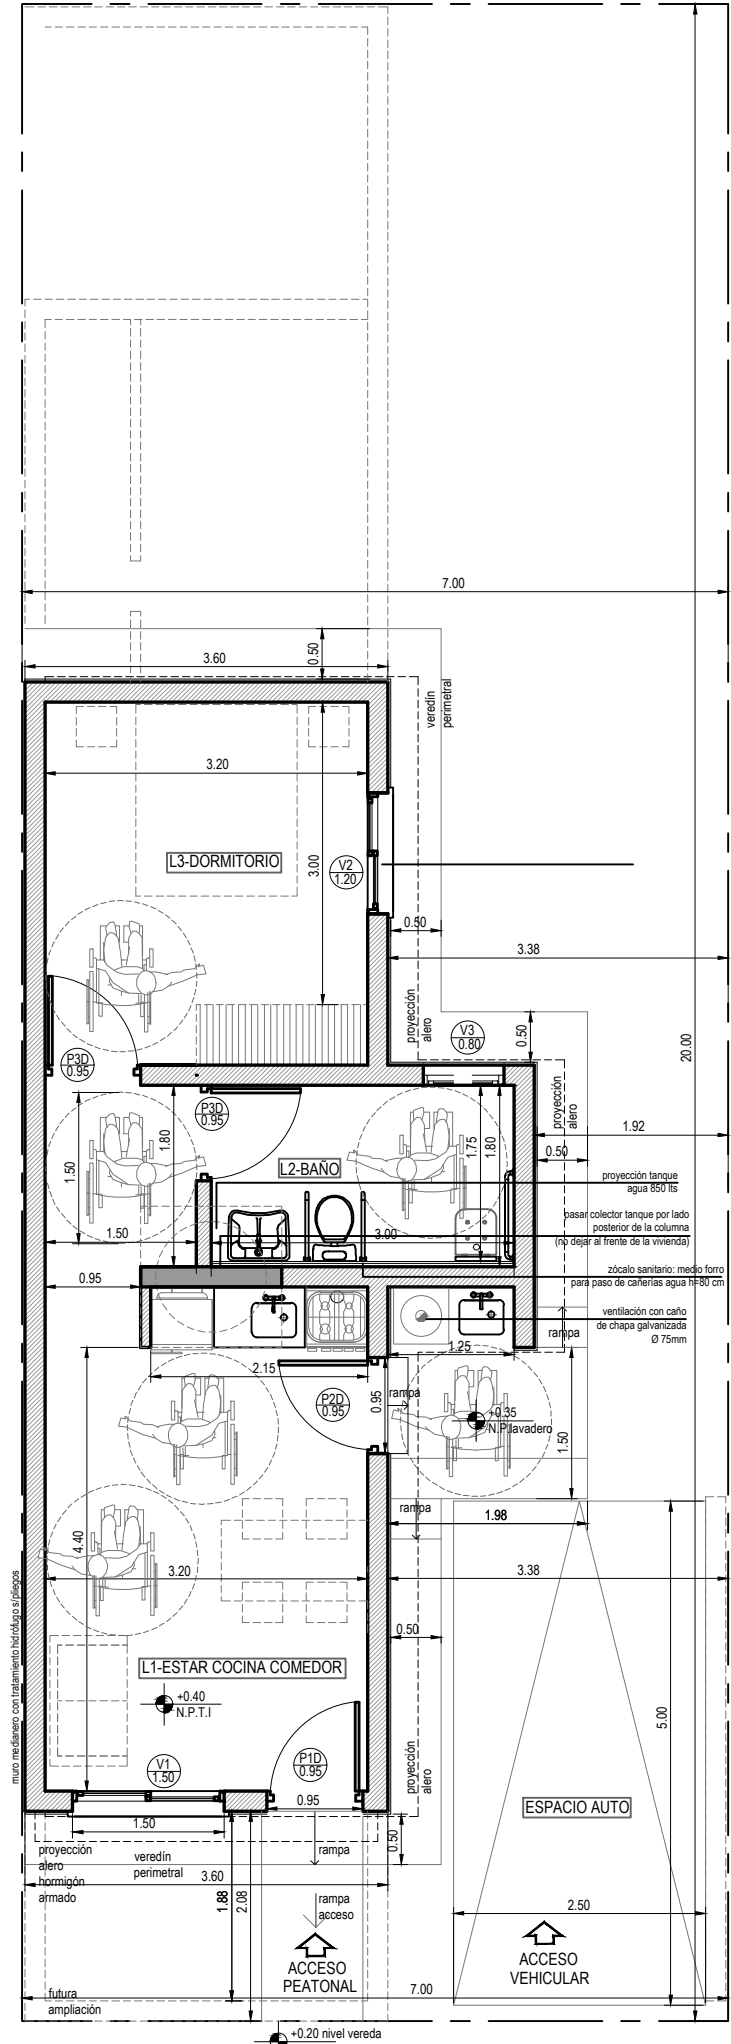 7.00
3.60
0.50
veredín
perimetral
3.20
L3-DORMITORIO
3.00
V2
1.20
0.50
3.38
proyección
alero
V3
0.80
0.50
20.00
P3D
0.95
P3D
0.95
proyección
alero
1.50
1.80
1.75
1.80
1.92
L2-BAÑO
0.50
proyección tanque
agua 850 lts
pasar colector tanque por lado
posterior de la columna
(no dejar al frente de la vivienda)
1.50
3.00
0.95
zócalo sanitario: medio forro
para paso de cañerías agua h=80 cm
ventilación con caño
de chapa galvanizada
Ø 75mm
rampa
1.25
2.15
P2D
0.95
0.95
rampa
+0.35
N.P.lavadero
1.50
rampa
1.98
4.40
3.20
3.38
muro medianero con tratamiento hidrófugo s/pliegos
0.50
L1-ESTAR COCINA COMEDOR
+0.40
N.P.T.I
5.00
V1
1.50
P1D
0.95
proyección
alero
0.95
ESPACIO AUTO
1.50
0.50
proyección
alero
hormigón
armado
veredín
perimetral
rampa
3.60
1.88
2.08
rampa
acceso
2.50
ACCESO
PEATONAL
ACCESO
VEHICULAR
7.00
futura
ampliación
+0.20 nivel vereda